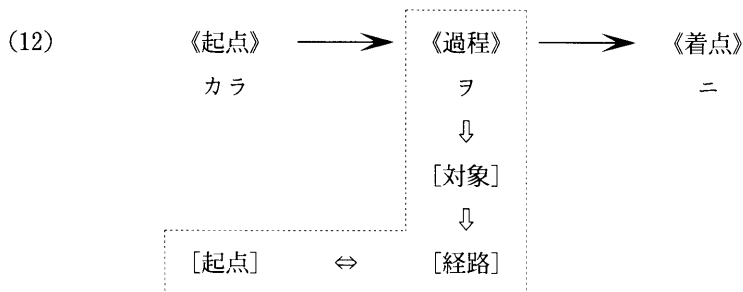 (12) 《起点》 ⟶ 《過程》 ⟶ 《着点》
カラ ヲ ニ
⇩
[対象]
⇩
[起点] ⇔ [経路]